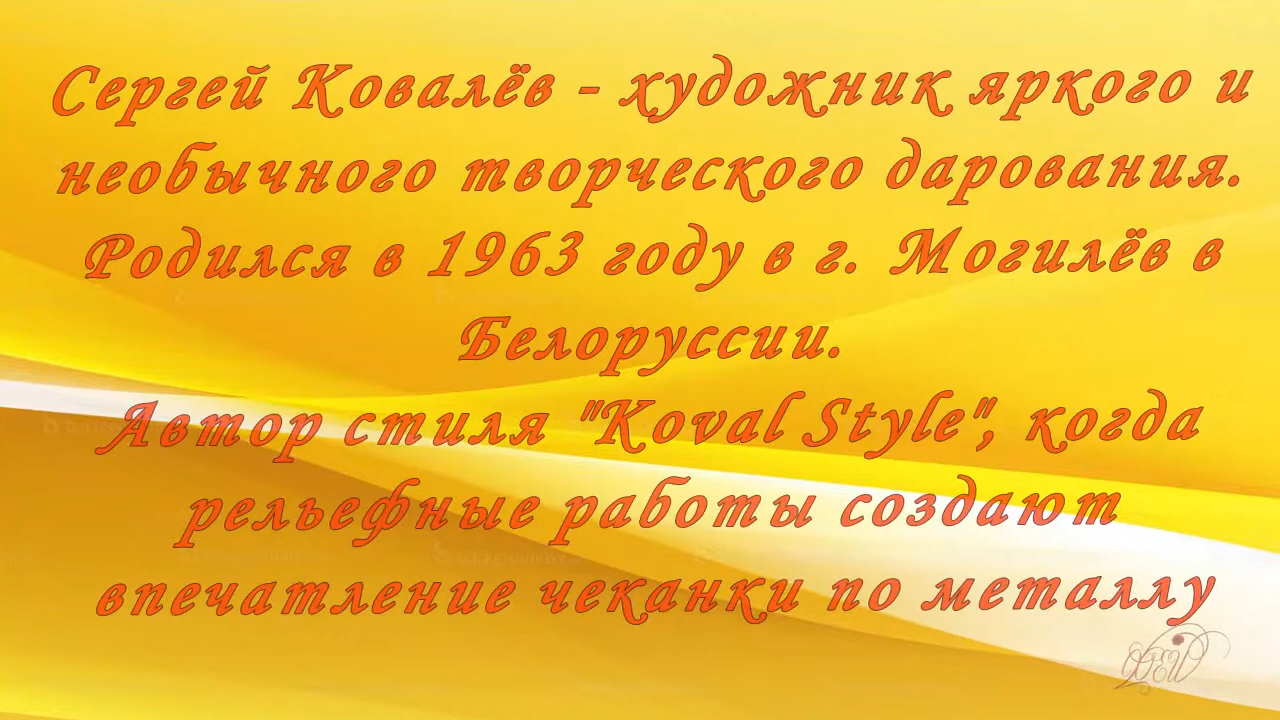 Сергей Ковалёв - художник яркого и
необычного творческого дарования.
Родился в 1963 году в г. Могилёв в
Белоруссии.
Автор стиля "Koval Style", когда
рельефные работы создают
впечатление чеканки по металлу